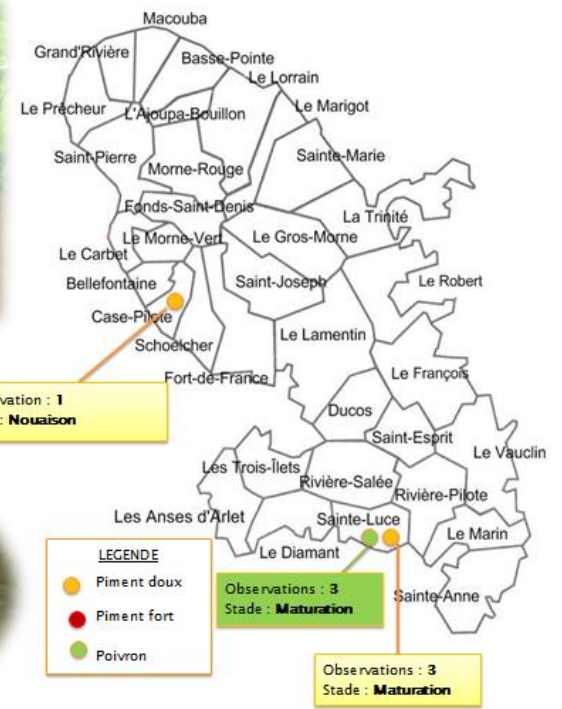 Macouba
Grand'Rivière
Basse-Pointe
Le Lorrain
Le Prêcheur
L'Ajoupa-Bouillon
Le Marigot
Saint-Pierre
Morne-Rouge
Sainte-Marie
Fonds-Saint-Denis
La Trinité
Le Morne-Vert
Le Gros-Morne
Le Carbet
Bellefontaine
Saint-Joseph
Le Robert
Case-Pilote
Schoelcher
Le Lamentin
Fort-de-France
Le François
vation : 1
: Nouaison
Ducos
Saint-Esprit
Le Vauclin
Les Trois-Îlets
Rivière-Salée
Rivière-Pilote
Les Anses d'Arlet
Sainte-Luce
Le Marin
Le Diamant
Sainte-Anne
LEGENDE
Piment doux
Piment fort
Poivron
Observations : 3
Stade : Maturation
Observations : 3
Stade : Maturation